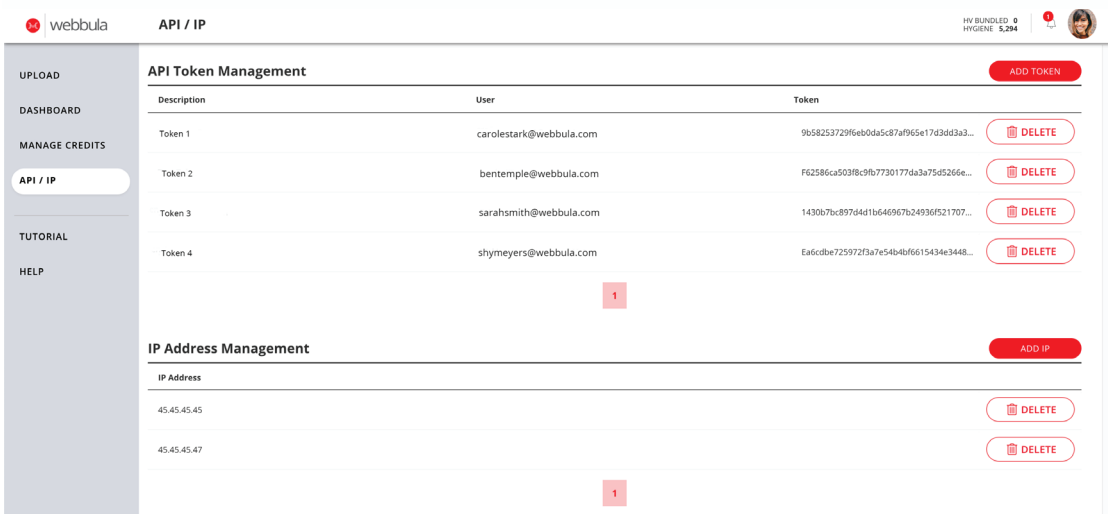 webbula
API / IP
HV BUNDLED 0
HYGIENE 5,294
1
UPLOAD
DASHBOARD
MANAGE CREDITS
API / IP
TUTORIAL
HELP
API Token Management
ADD TOKEN
Description User Token
Token 1 carolestark@webbula.com 9b58253729f6eb0da5c87af965e17d3dd3a3... DELETE
Token 2 bentemple@webbula.com F62586ca503f8c9fb7730177da3a75d5266e... DELETE
Token 3 sarahsmith@webbula.com 1430b7bc897d4d1b646967b24936f521707... DELETE
Token 4 shymeyers@webbula.com Ea6cdbe725972f3a7e54b4bf6615434e3448... DELETE
1
IP Address Management
ADD IP
IP Address
45.45.45.45 DELETE
45.45.45.47 DELETE
1